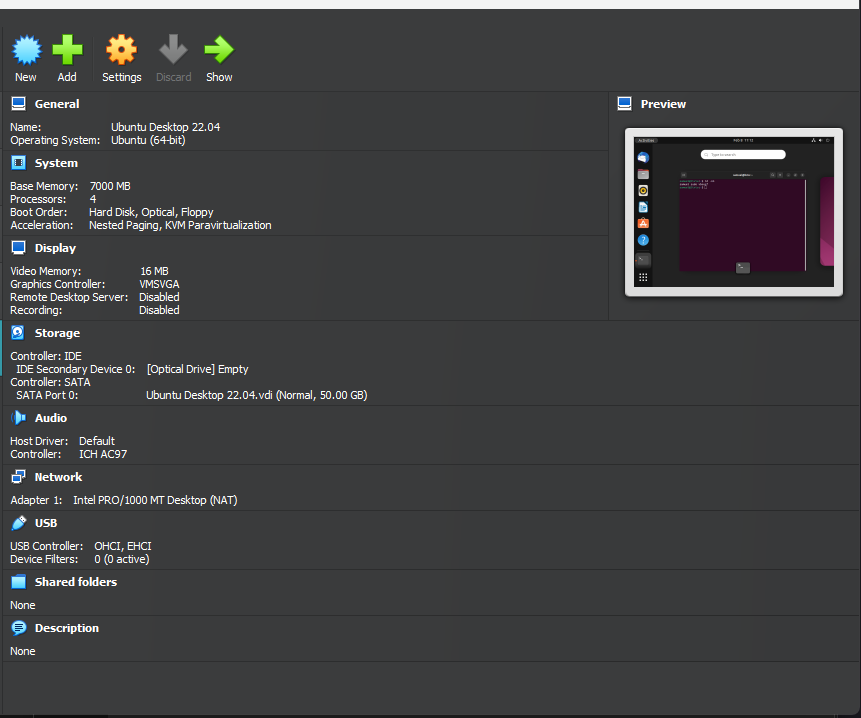 New Add Settings Discard Show
General
Name: Ubuntu Desktop 22.04
Operating System: Ubuntu (64-bit)
System
Base Memory: 7000 MB
Processors: 4
Boot Order: Hard Disk, Optical, Floppy
Acceleration: Nested Paging, KVM Paravirtualization
Display
Video Memory: 16 MB
Graphics Controller: VMSVGA
Remote Desktop Server: Disabled
Recording: Disabled
Preview
Activities
Type to search
Storage
Controller: IDE
IDE Secondary Device 0: [Optical Drive] Empty
Controller: SATA
SATA Port 0: Ubuntu Desktop 22.04.vdi (Normal, 50.00 GB)
Audio
Host Driver: Default
Controller: ICH AC97
Network
Adapter 1: Intel PRO/1000 MT Desktop (NAT)
USB
USB Controller: OHCI, EHCI
Device Filters: 0 (0 active)
Shared folders
None
Description
None